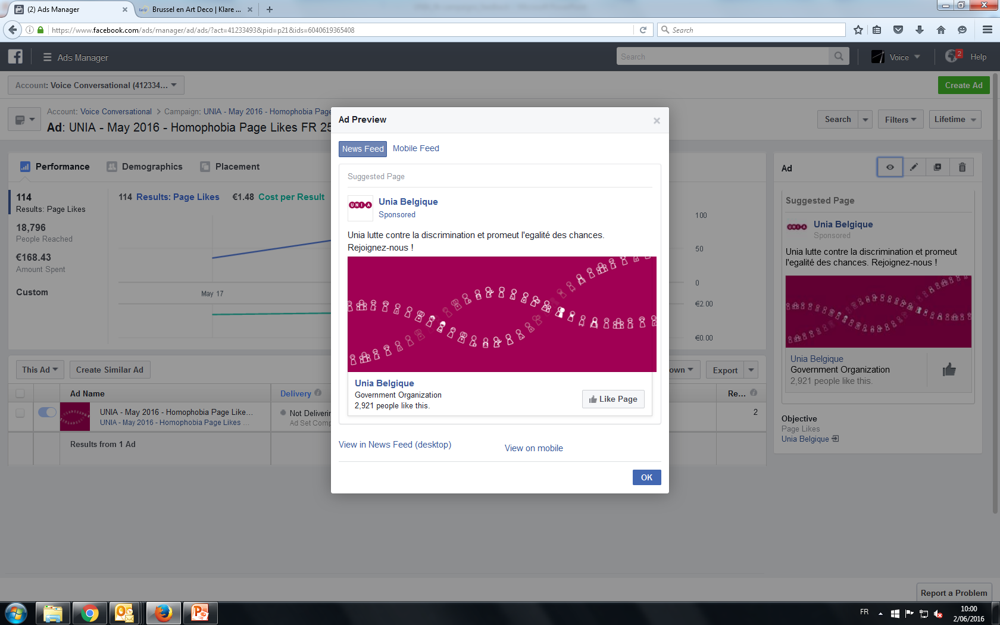 (2) Ads Manager
Brussel en Art Deco | Klare ...
https://www.facebook.com/ads/manager/ad/ads/?act=41233493&pid=p21&ids=6040619365408
Search
Ads Manager
Search
Voice
2
Help
Account: Voice Conversational (412334...
Create Ad
Account: Voice Conversational > Campaign: UNIA - May 2016 - Homophobia Page
Ad: UNIA - May 2016 - Homophobia Page Likes FR 25
Search
Filters
Lifetime
Performance
Demographics
Placement
114
Results: Page Likes
18,796
People Reached
€168.43
Amount Spent
Custom
114 Results: Page Likes
€1.48 Cost per Result
100
50
0
May 17
€2.00
€0.00
This Ad
Create Similar Ad
own
Export
Ad Name
Delivery
Re...
UNIA - May 2016 - Homophobia Page Like...
UNIA - May 2016 - Homophobia Page Likes ...
Not Deliverin
Ad Set Comp
2
Results from 1 Ad
Ad Preview
News Feed
Mobile Feed
Suggested Page
UNIA
Unia Belgique
Sponsored
Unia lutte contre la discrimination et promeut l'egalité des chances.
Rejoignez-nous !
Unia Belgique
Government Organization
2,921 people like this.
Like Page
View in News Feed (desktop)
View on mobile
OK
Ad
Suggested Page
UNIA
Unia Belgique
Sponsored
Unia lutte contre la discrimination et promeut
l'egalité des chances. Rejoignez-nous !
Unia Belgique
Government Organization
2,921 people like this.
Objective
Page Likes
Unia Belgique
Report a Problem
FR
10:00
2/06/2016